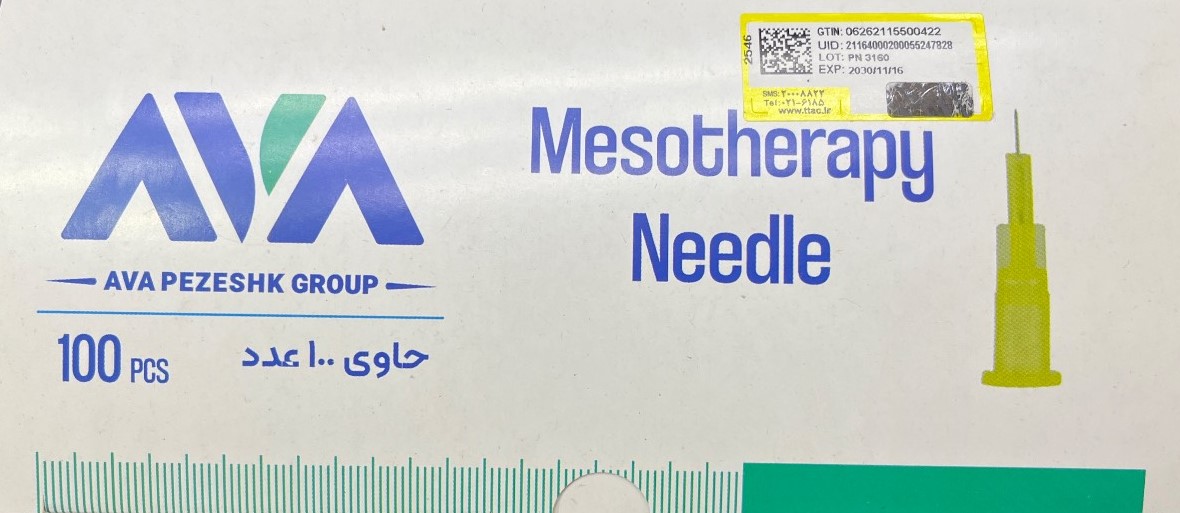 AVA
AVA PEZESHK GROUP
100 PCS
حاوی ۱۰۰ عدد
Mesotherapy
Needle
2546
GTIN: 06262115500422
UID: 21164000200055247828
LOT: PN 3160
EXP: 2030/11/16
SMS:۲۰۰۰۸۸۲۲
Tel:۰۲۱-۶۱۸۵
www.ttac.ir